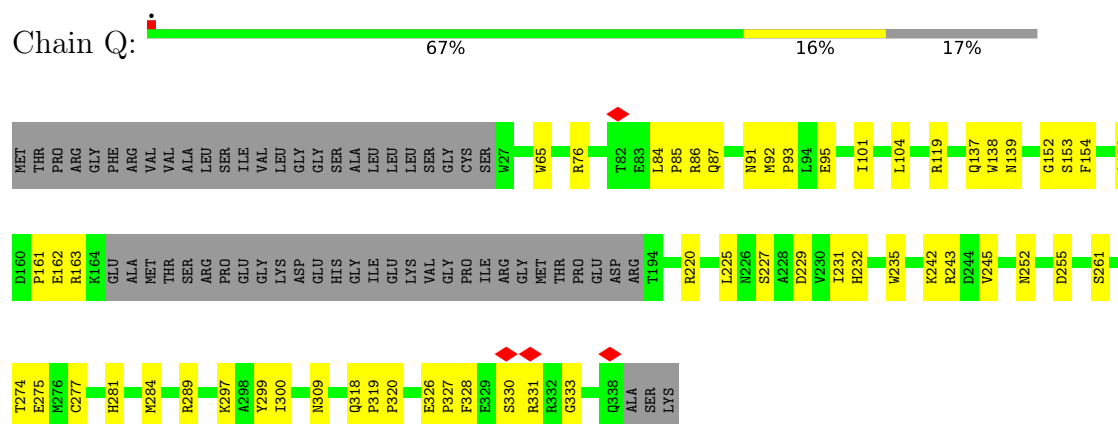 Chain Q:
67% 16% 17%
MET THR PRO ARG GLY PHE ARG VAL VAL ALA LEU SER ILE VAL LEU GLY GLY SER ALA LEU LEU LEU SER GLY CYS SER W27 W65 R76 T82 E83 L84 P85 R86 Q87 N91 M92 P93 L94 E95 I101 L104 R119 Q137 W138 N139 G152 S153 F154
D160 P161 E162 R163 K164 GLU ALA MET THR SER ARG PRO GLU GLY LYS ASP GLU HIS GLY ILE GLU LYS VAL GLY PRO ILE ARG GLY MET THR PRO GLU ASP ARG T194 R220 L225 N226 S227 A228 D229 V230 I231 H232 W235 K242 R243 D244 V245 N252 D255 S261
T274 E275 M276 C277 H281 M284 R289 K297 A298 Y299 I300 N309 Q318 P319 P320 E326 P327 F328 E329 S330 R331 R332 G333 Q338 ALA SER LYS